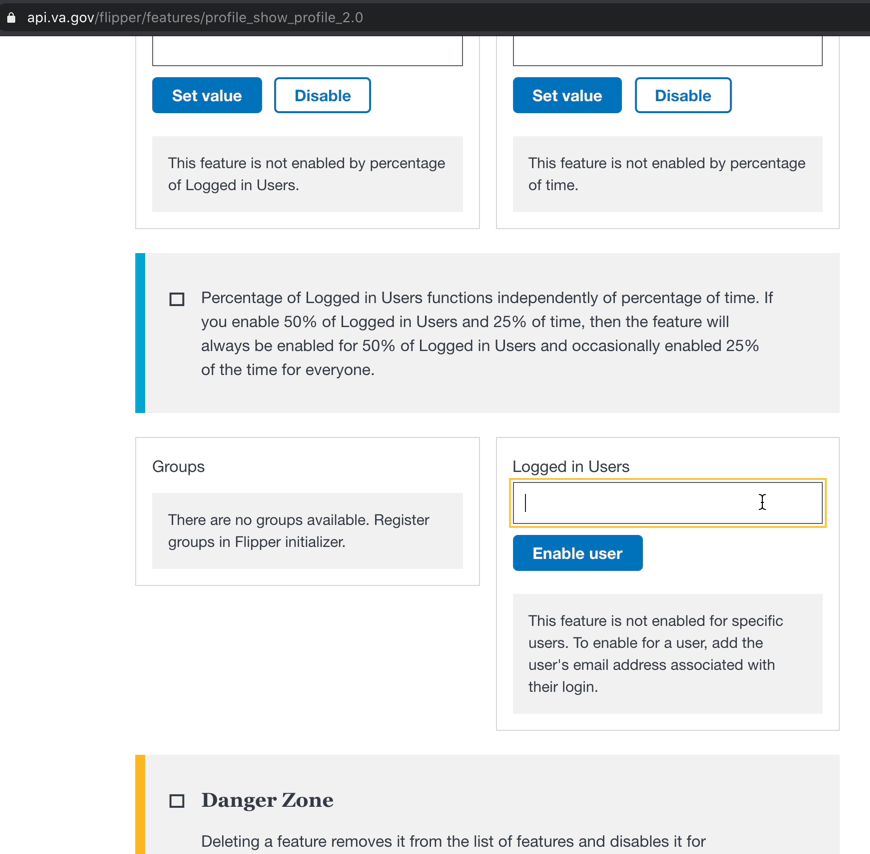 api.va.gov/flipper/features/profile_show_profile_2.0
Set value
Disable
This feature is not enabled by percentage
of Logged in Users.
Set value
Disable
This feature is not enabled by percentage
of time.
Percentage of Logged in Users functions independently of percentage of time. If
you enable 50% of Logged in Users and 25% of time, then the feature will
always be enabled for 50% of Logged in Users and occasionally enabled 25%
of the time for everyone.
Groups
There are no groups available. Register
groups in Flipper initializer.
Logged in Users
Enable user
This feature is not enabled for specific
users. To enable for a user, add the
user's email address associated with
their login.
Danger Zone
Deleting a feature removes it from the list of features and disables it for